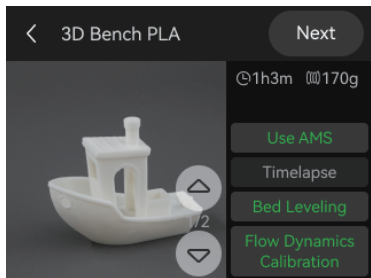 3D Bench PLA
Next
1h3m 170g
Use AMS
Timelapse
1/2
Bed Leveling
Flow Dynamics
Calibration